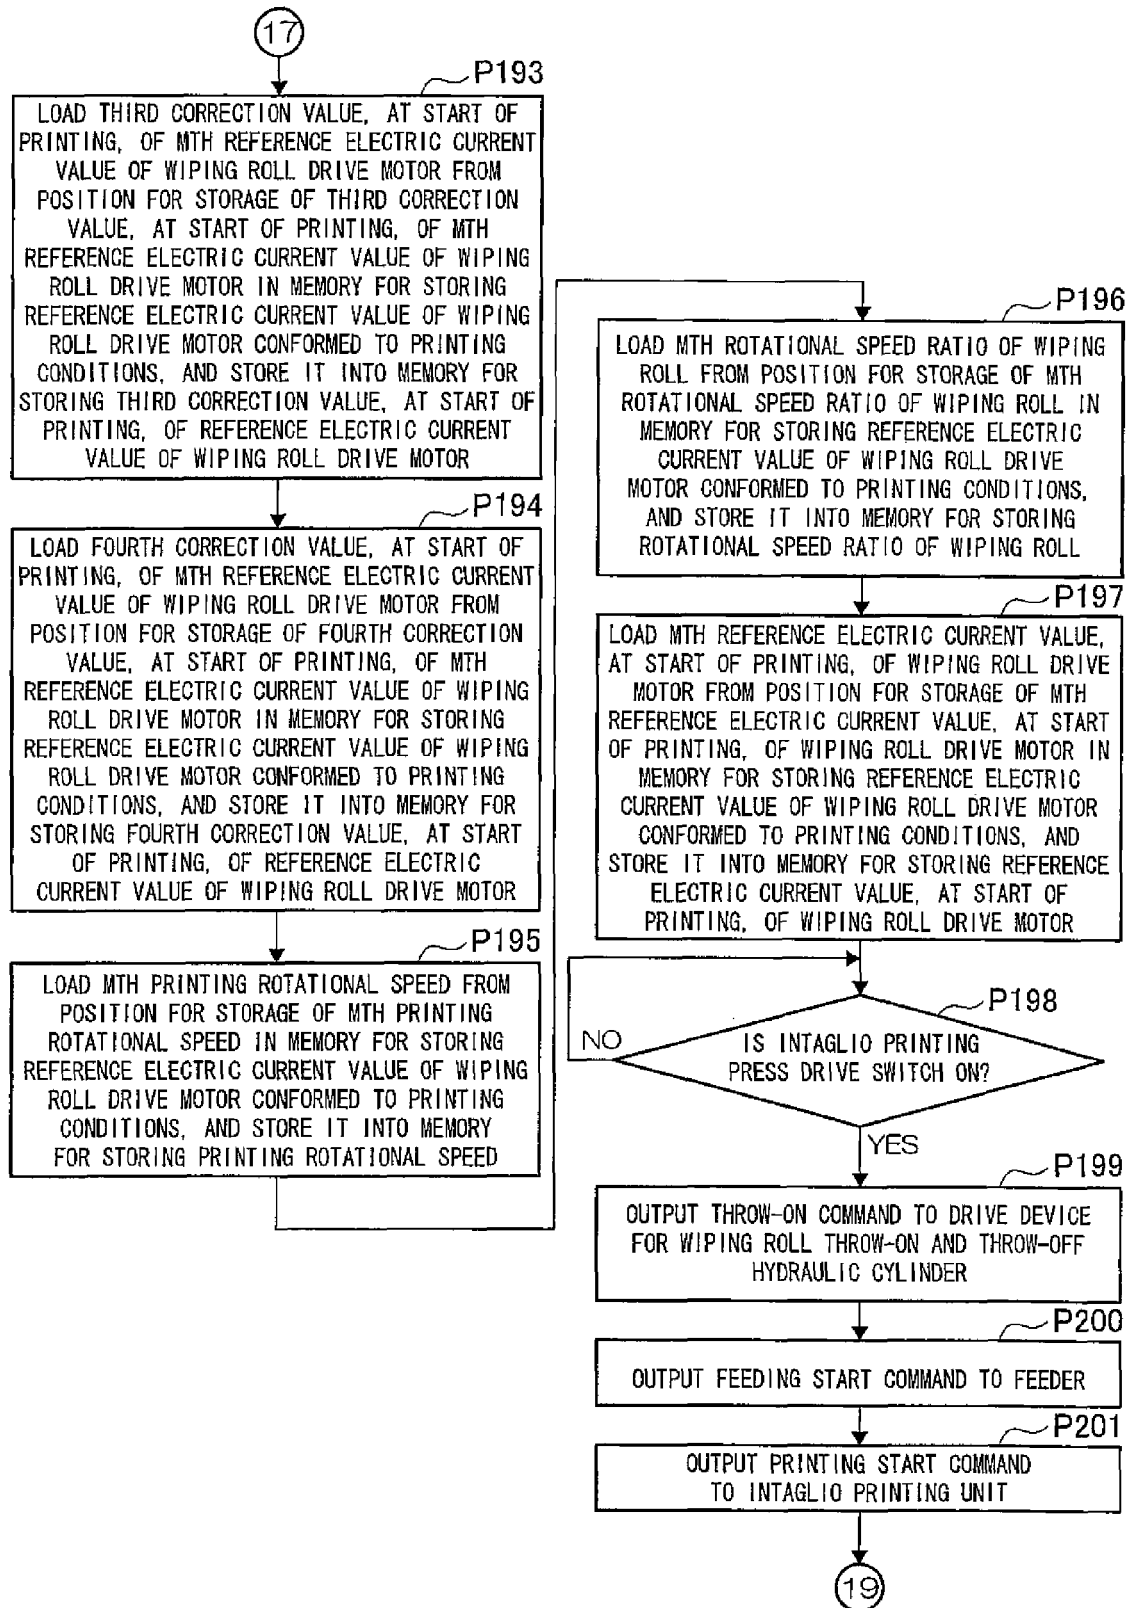 17
P193
LOAD THIRD CORRECTION VALUE, AT START OF
PRINTING, OF MTH REFERENCE ELECTRIC CURRENT
VALUE OF WIPING ROLL DRIVE MOTOR FROM
POSITION FOR STORAGE OF THIRD CORRECTION
VALUE, AT START OF PRINTING, OF MTH
REFERENCE ELECTRIC CURRENT VALUE OF WIPING
ROLL DRIVE MOTOR IN MEMORY FOR STORING
REFERENCE ELECTRIC CURRENT VALUE OF WIPING
ROLL DRIVE MOTOR CONFORMED TO PRINTING
CONDITIONS, AND STORE IT INTO MEMORY FOR
STORING THIRD CORRECTION VALUE, AT START OF
PRINTING, OF REFERENCE ELECTRIC CURRENT
VALUE OF WIPING ROLL DRIVE MOTOR
P194
LOAD FOURTH CORRECTION VALUE, AT START OF
PRINTING, OF MTH REFERENCE ELECTRIC CURRENT
VALUE OF WIPING ROLL DRIVE MOTOR FROM
POSITION FOR STORAGE OF FOURTH CORRECTION
VALUE, AT START OF PRINTING, OF MTH
REFERENCE ELECTRIC CURRENT VALUE OF WIPING
ROLL DRIVE MOTOR IN MEMORY FOR STORING
REFERENCE ELECTRIC CURRENT VALUE OF WIPING
ROLL DRIVE MOTOR CONFORMED TO PRINTING
CONDITIONS, AND STORE IT INTO MEMORY FOR
STORING FOURTH CORRECTION VALUE, AT START
OF PRINTING, OF REFERENCE ELECTRIC
CURRENT VALUE OF WIPING ROLL DRIVE MOTOR
P195
LOAD MTH PRINTING ROTATIONAL SPEED FROM
POSITION FOR STORAGE OF MTH PRINTING
ROTATIONAL SPEED IN MEMORY FOR STORING
REFERENCE ELECTRIC CURRENT VALUE OF WIPING
ROLL DRIVE MOTOR CONFORMED TO PRINTING
CONDITIONS, AND STORE IT INTO MEMORY
FOR STORING PRINTING ROTATIONAL SPEED
P196
LOAD MTH ROTATIONAL SPEED RATIO OF WIPING
ROLL FROM POSITION FOR STORAGE OF MTH
ROTATIONAL SPEED RATIO OF WIPING ROLL IN
MEMORY FOR STORING REFERENCE ELECTRIC
CURRENT VALUE OF WIPING ROLL DRIVE
MOTOR CONFORMED TO PRINTING CONDITIONS,
AND STORE IT INTO MEMORY FOR STORING
ROTATIONAL SPEED RATIO OF WIPING ROLL
P197
LOAD MTH REFERENCE ELECTRIC CURRENT VALUE,
AT START OF PRINTING, OF WIPING ROLL DRIVE
MOTOR FROM POSITION FOR STORAGE OF MTH
REFERENCE ELECTRIC CURRENT VALUE, AT START
OF PRINTING, OF WIPING ROLL DRIVE MOTOR IN
MEMORY FOR STORING REFERENCE ELECTRIC
CURRENT VALUE OF WIPING ROLL DRIVE MOTOR
CONFORMED TO PRINTING CONDITIONS, AND
STORE IT INTO MEMORY FOR STORING REFERENCE
ELECTRIC CURRENT VALUE, AT START OF
PRINTING, OF WIPING ROLL DRIVE MOTOR
P198
NO
IS INTAGLIO PRINTING
PRESS DRIVE SWITCH ON?
YES
P199
OUTPUT THROW-ON COMMAND TO DRIVE DEVICE
FOR WIPING ROLL THROW-ON AND THROW-OFF
HYDRAULIC CYLINDER
P200
OUTPUT FEEDING START COMMAND TO FEEDER
P201
OUTPUT PRINTING START COMMAND
TO INTAGLIO PRINTING UNIT
19